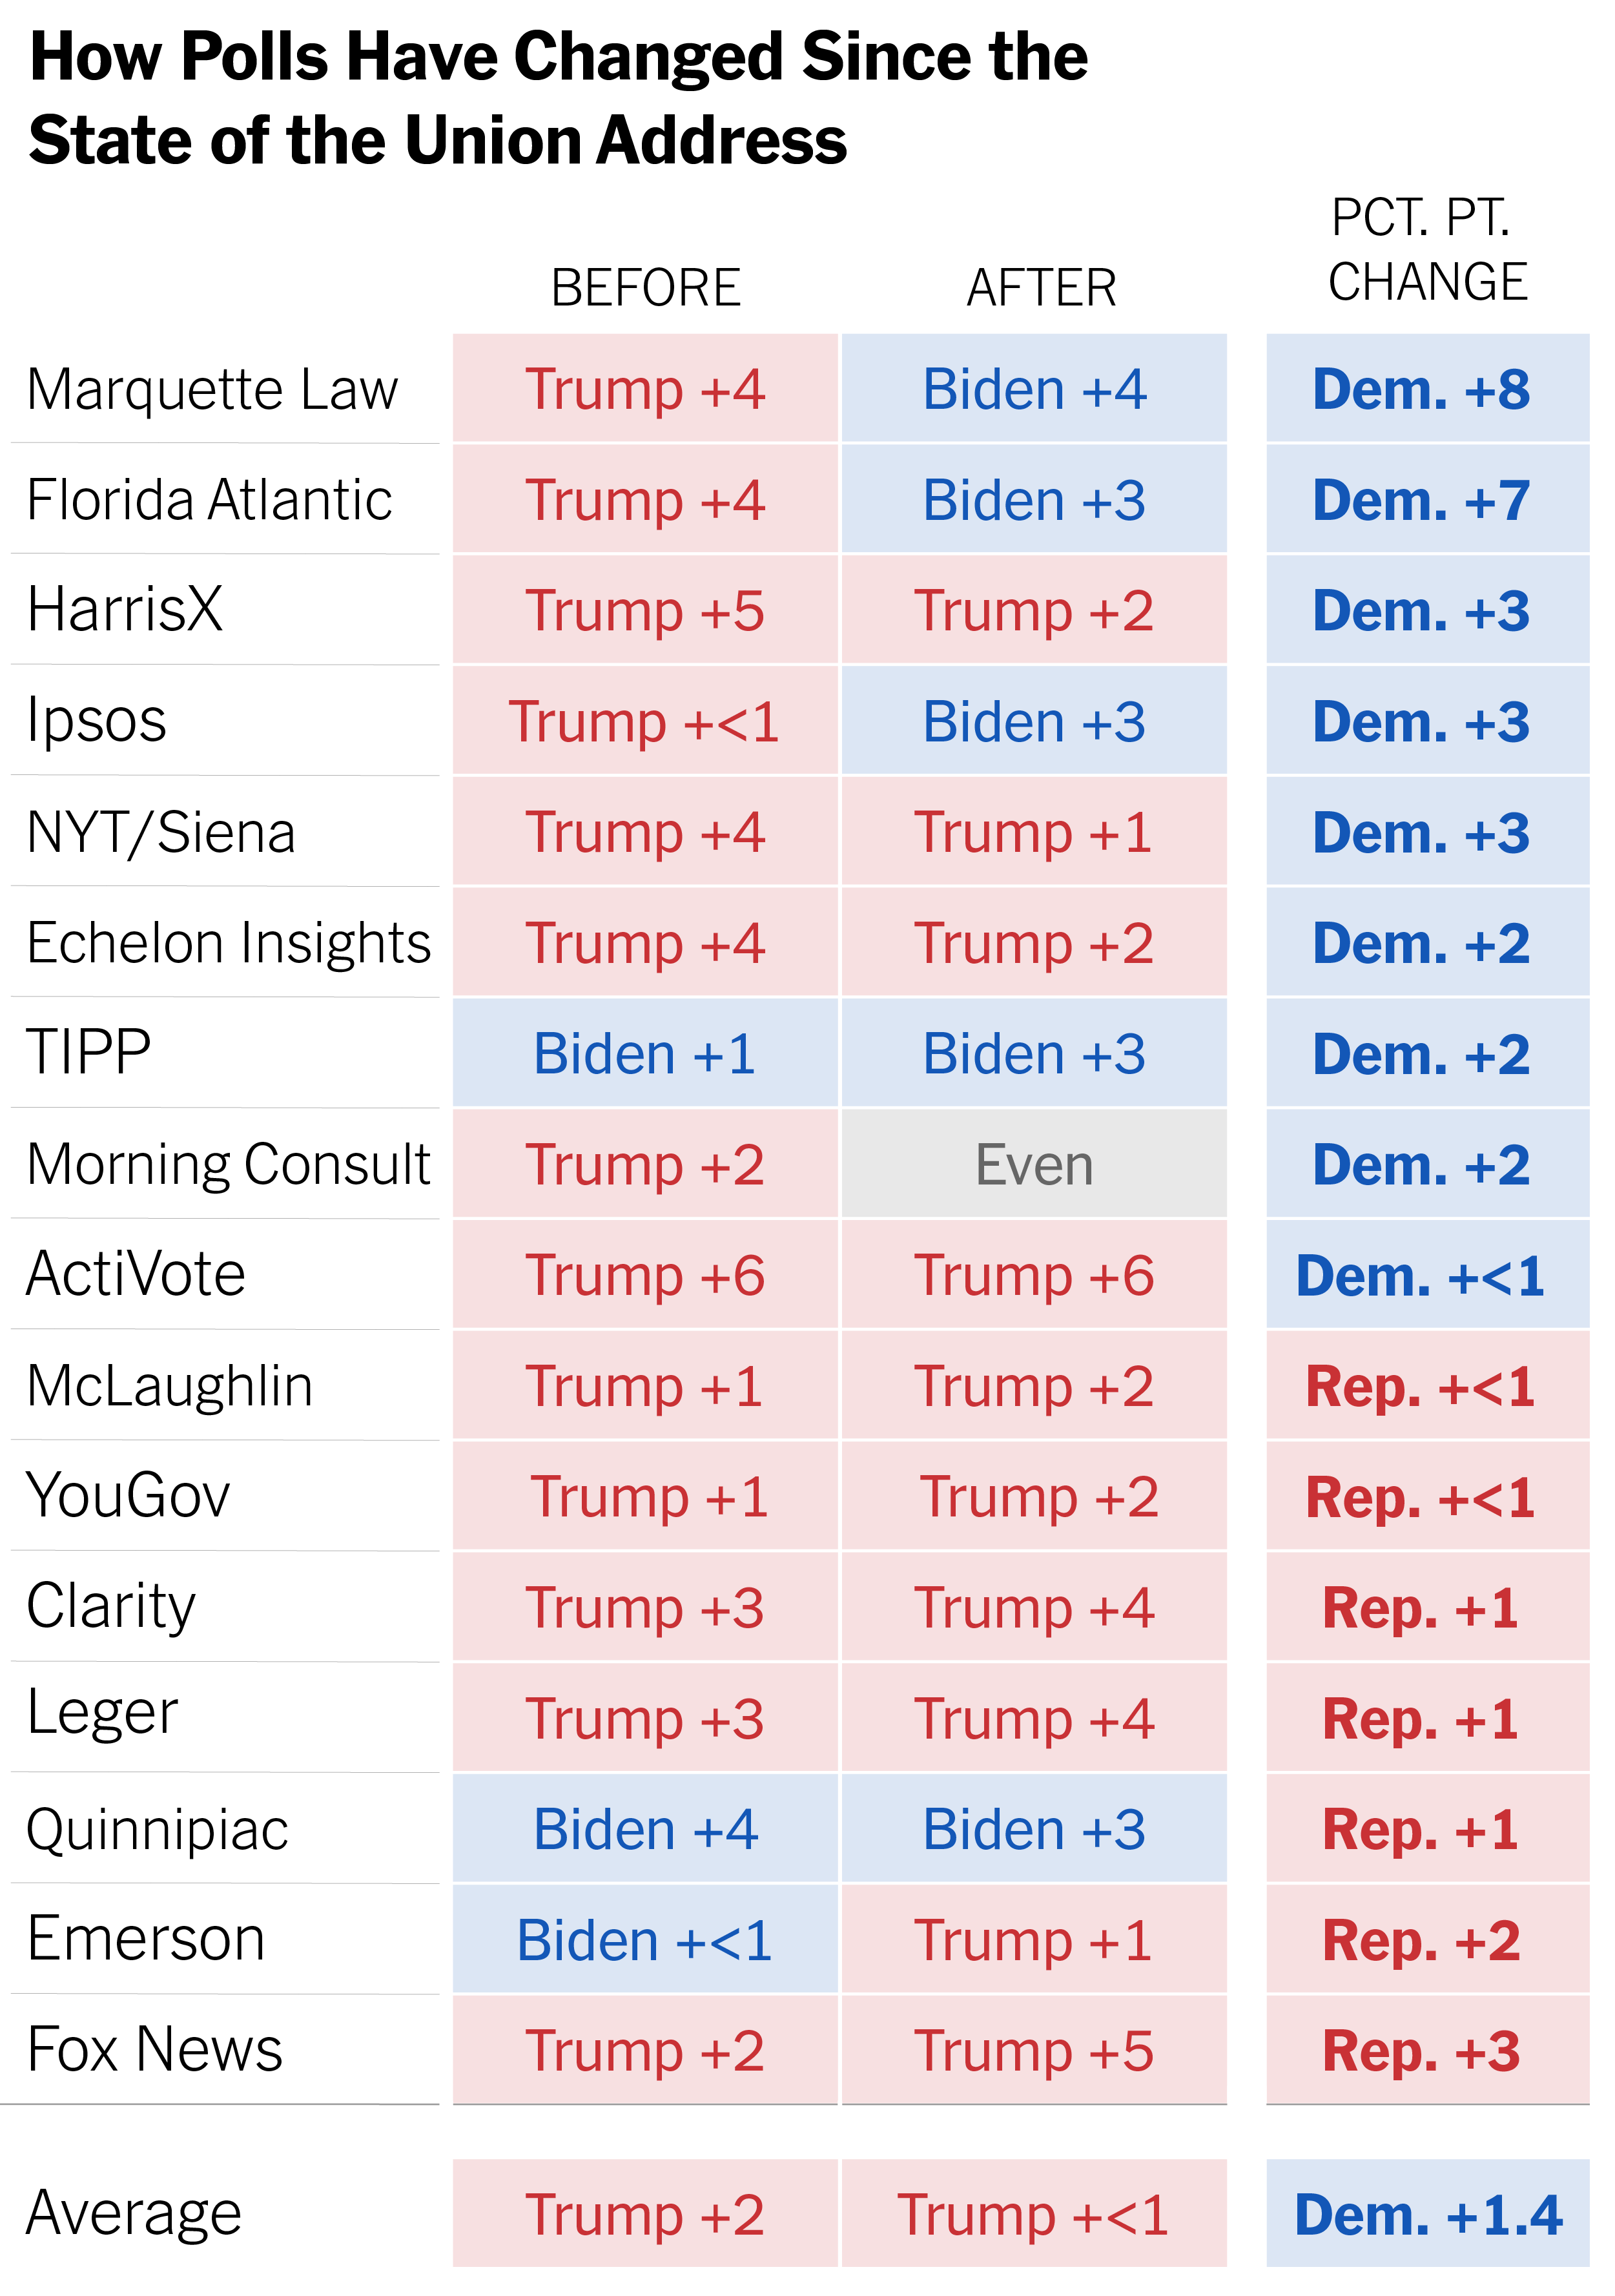 How Polls Have Changed Since the
State of the Union Address
PCT. PT.
BEFORE AFTER CHANGE
Marquette Law Trump +4 Biden +4 Dem. +8
Florida Atlantic Trump +4 Biden +3 Dem. +7
HarrisX Trump +5 Trump +2 Dem. +3
Ipsos Trump +<1 Biden +3 Dem. +3
NYT/Siena Trump +4 Trump +1 Dem. +3
Echelon Insights Trump +4 Trump +2 Dem. +2
TIPP Biden +1 Biden +3 Dem. +2
Morning Consult Trump +2 Even Dem. +2
ActiVote Trump +6 Trump +6 Dem. +<1
McLaughlin Trump +1 Trump +2 Rep. +<1
YouGov Trump +1 Trump +2 Rep. +<1
Clarity Trump +3 Trump +4 Rep. +1
Leger Trump +3 Trump +4 Rep. +1
Quinnipiac Biden +4 Biden +3 Rep. +1
Emerson Biden +<1 Trump +1 Rep. +2
Fox News Trump +2 Trump +5 Rep. +3
Average Trump +2 Trump +<1 Dem. +1.4